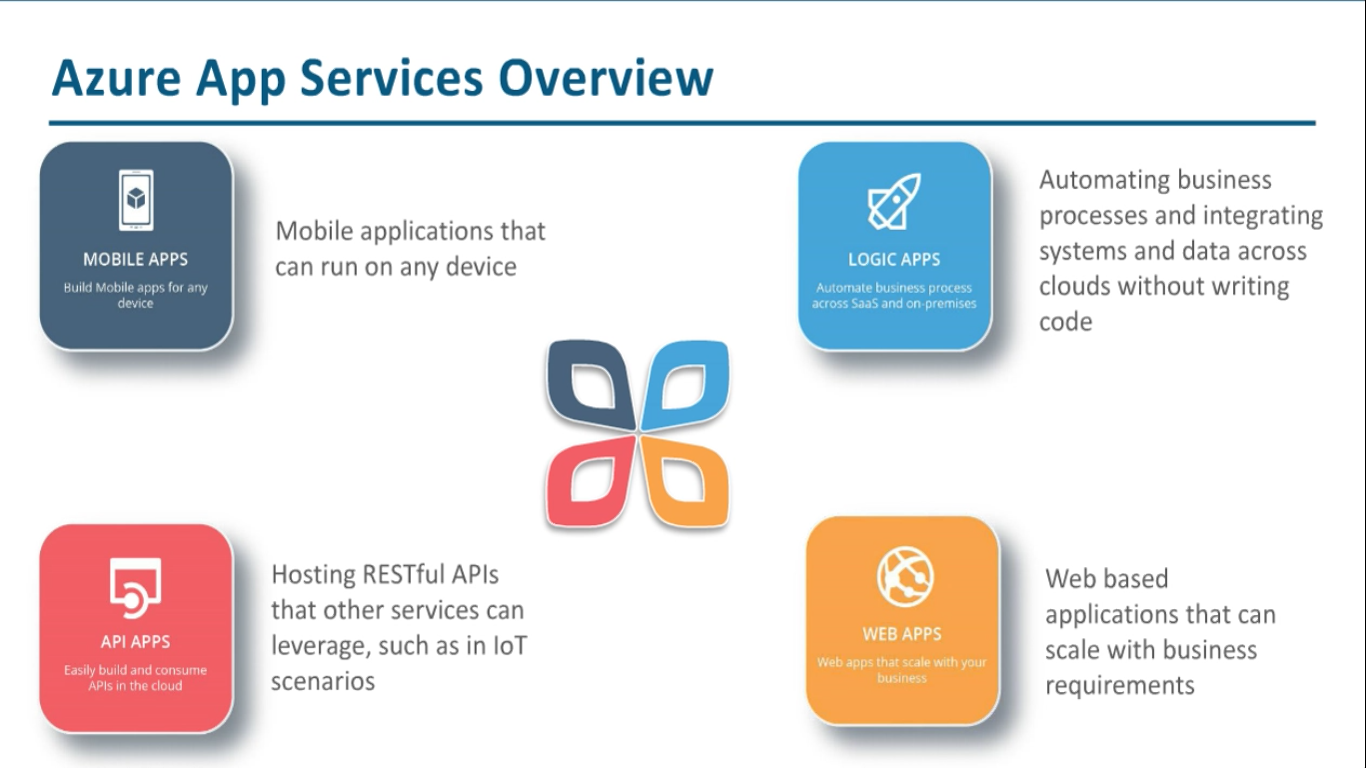 Azure App Services Overview
MOBILE APPS
Build Mobile apps for any
device
Mobile applications that
can run on any device
LOGIC APPS
Automate business process
across SaaS and on-premises
Automating business
processes and integrating
systems and data across
clouds without writing
code
API APPS
Easily build and consume
APIs in the cloud
Hosting RESTful APIs
that other services can
leverage, such as in IoT
scenarios
WEB APPS
Web apps that scale with your
business
Web based
applications that can
scale with business
requirements